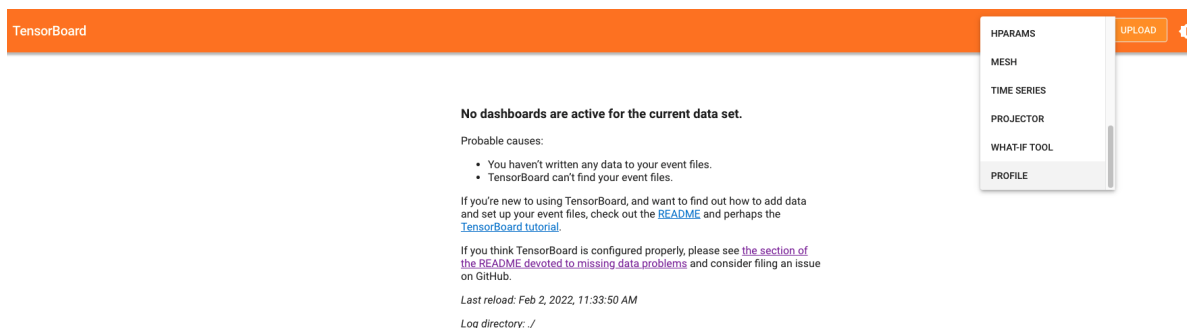 TensorBoard
UPLOAD
HPARAMS
MESH
TIME SERIES
PROJECTOR
WHAT-IF TOOL
PROFILE
No dashboards are active for the current data set.
Probable causes:
• You haven't written any data to your event files.
• TensorBoard can't find your event files.
If you're new to using TensorBoard, and want to find out how to add data
and set up your event files, check out the README and perhaps the
TensorBoard tutorial.
If you think TensorBoard is configured properly, please see the section of
the README devoted to missing data problems and consider filing an issue
on GitHub.
Last reload: Feb 2, 2022, 11:33:50 AM
Log directory: ./